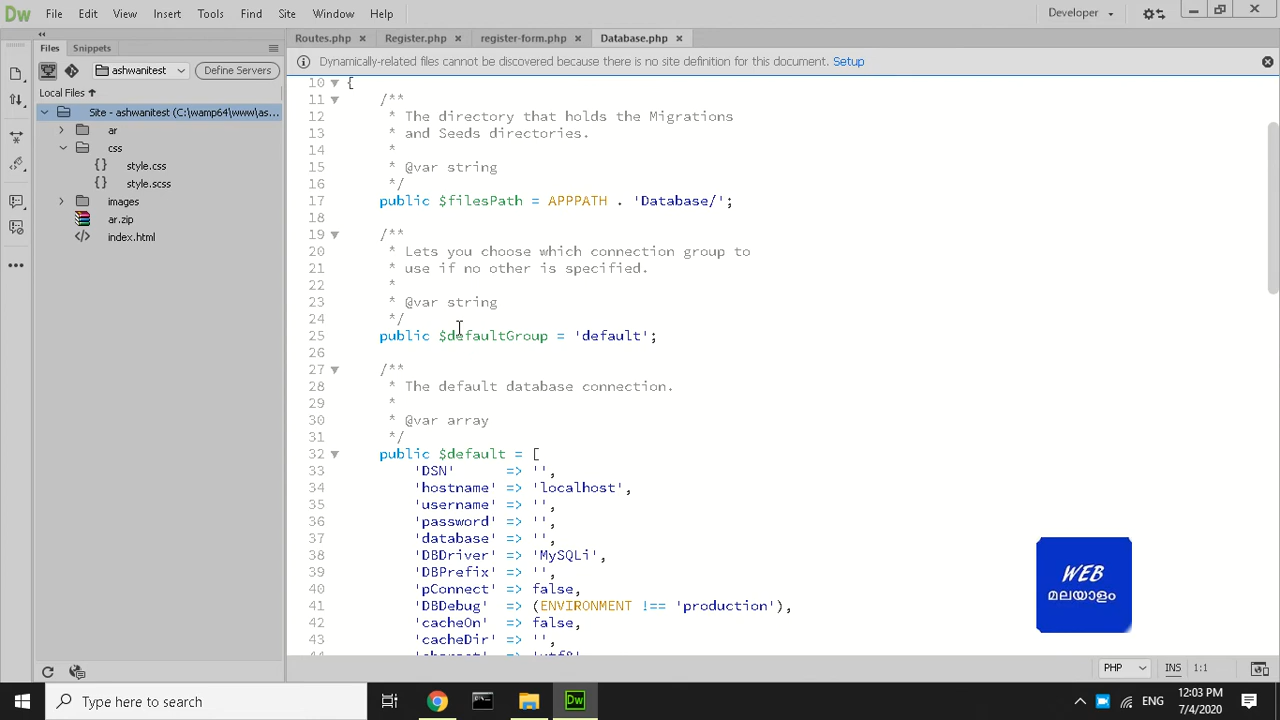 Dw File Edit View Insert Tools Find Site Window Help Developer
Files Snippets
Routes.php × Register.php × register-form.php × Database.php ×
ashwanitest Define Servers
Dynamically-related files cannot be discovered because there is no site definition for this document. Setup
Local Files
Site - ashwanitest (C:\wamp64\www\as...
ar
css
style.css
style.scss
images
ar.zip
index.html
10 {
11 /**
12 * The directory that holds the Migrations
13 * and Seeds directories.
14 *
15 * @var string
16 */
17 public $filesPath = APPPATH . 'Database/';
18
19 /**
20 * Lets you choose which connection group to
21 * use if no other is specified.
22 *
23 * @var string
24 */
25 public $defaultGroup = 'default';
26
27 /**
28 * The default database connection.
29 *
30 * @var array
31 */
32 public $default = [
33 'DSN' => '',
34 'hostname' => 'localhost',
35 'username' => '',
36 'password' => '',
37 'database' => '',
38 'DBDriver' => 'MySQLi',
39 'DBPrefix' => '',
40 'pConnect' => false,
41 'DBDebug' => (ENVIRONMENT !== 'production'),
42 'cacheOn' => false,
43 'cacheDir' => '',
WEB
മലയാളം
PHP INS 1:1
Type here to search
Dw
ENG
12:03 PM
7/4/2020